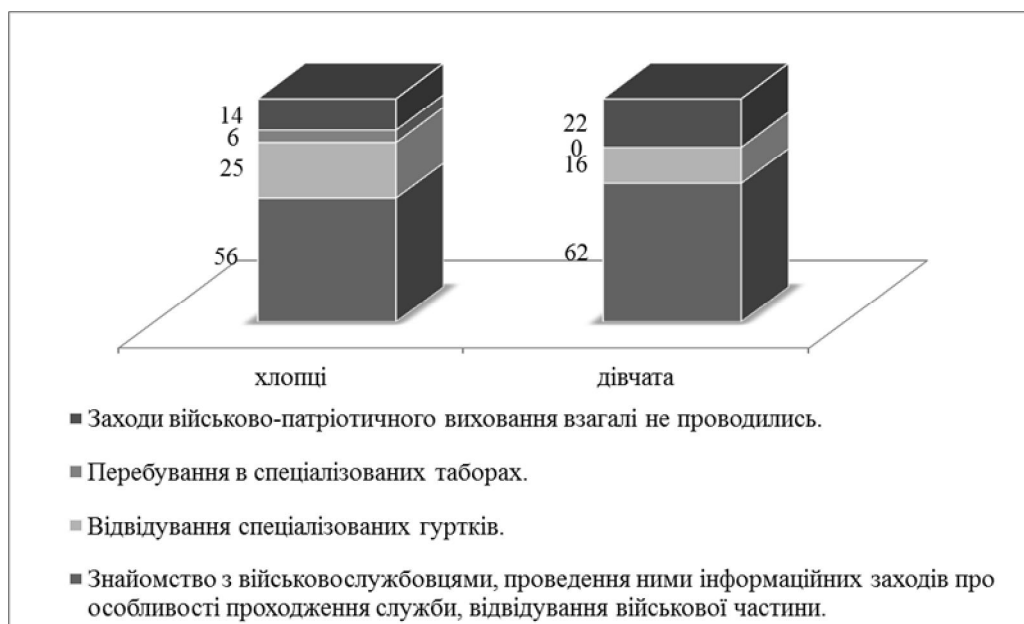 14
6
25
56
22
0
16
62
хлопці
дівчата
Заходи військово-патріотичного виховання взагалі не проводились.
Перебування в спеціалізованих таборах.
Відвідування спеціалізованих гуртків.
Знайомство з військовослужбовцями, проведення ними інформаційних заходів про
особливості проходження служби, відвідування військової частини.